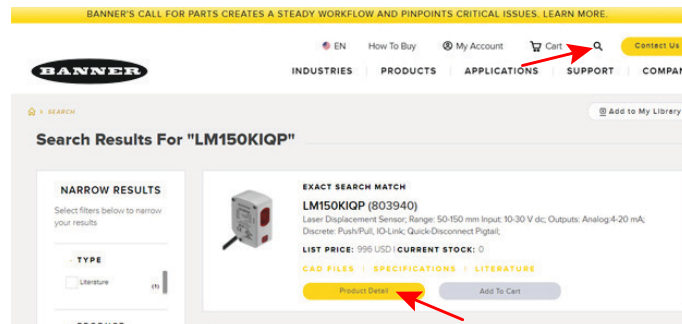 BANNER'S CALL FOR PARTS CREATES A STEADY WORKFLOW AND PINPOINTS CRITICAL ISSUES. LEARN MORE.
EN How To Buy My Account Cart Contact Us
BANNER
INDUSTRIES PRODUCTS APPLICATIONS SUPPORT COMPAN
> SEARCH
Add to My Library
Search Results For "LM150KIQP"
NARROW RESULTS
Select filters below to narrow
your results
- TYPE
Literature (1)
EXACT SEARCH MATCH
LM150KIQP (803940)
Laser Displacement Sensor; Range: 50-150 mm Input: 10-30 V dc; Outputs: Analog:4-20 mA;
Discrete: Push/Pull, IO-Link; Quick-Disconnect Pigtail;
LIST PRICE: 996 USD | CURRENT STOCK: 0
CAD FILES | SPECIFICATIONS | LITERATURE
Product Detail Add To Cart